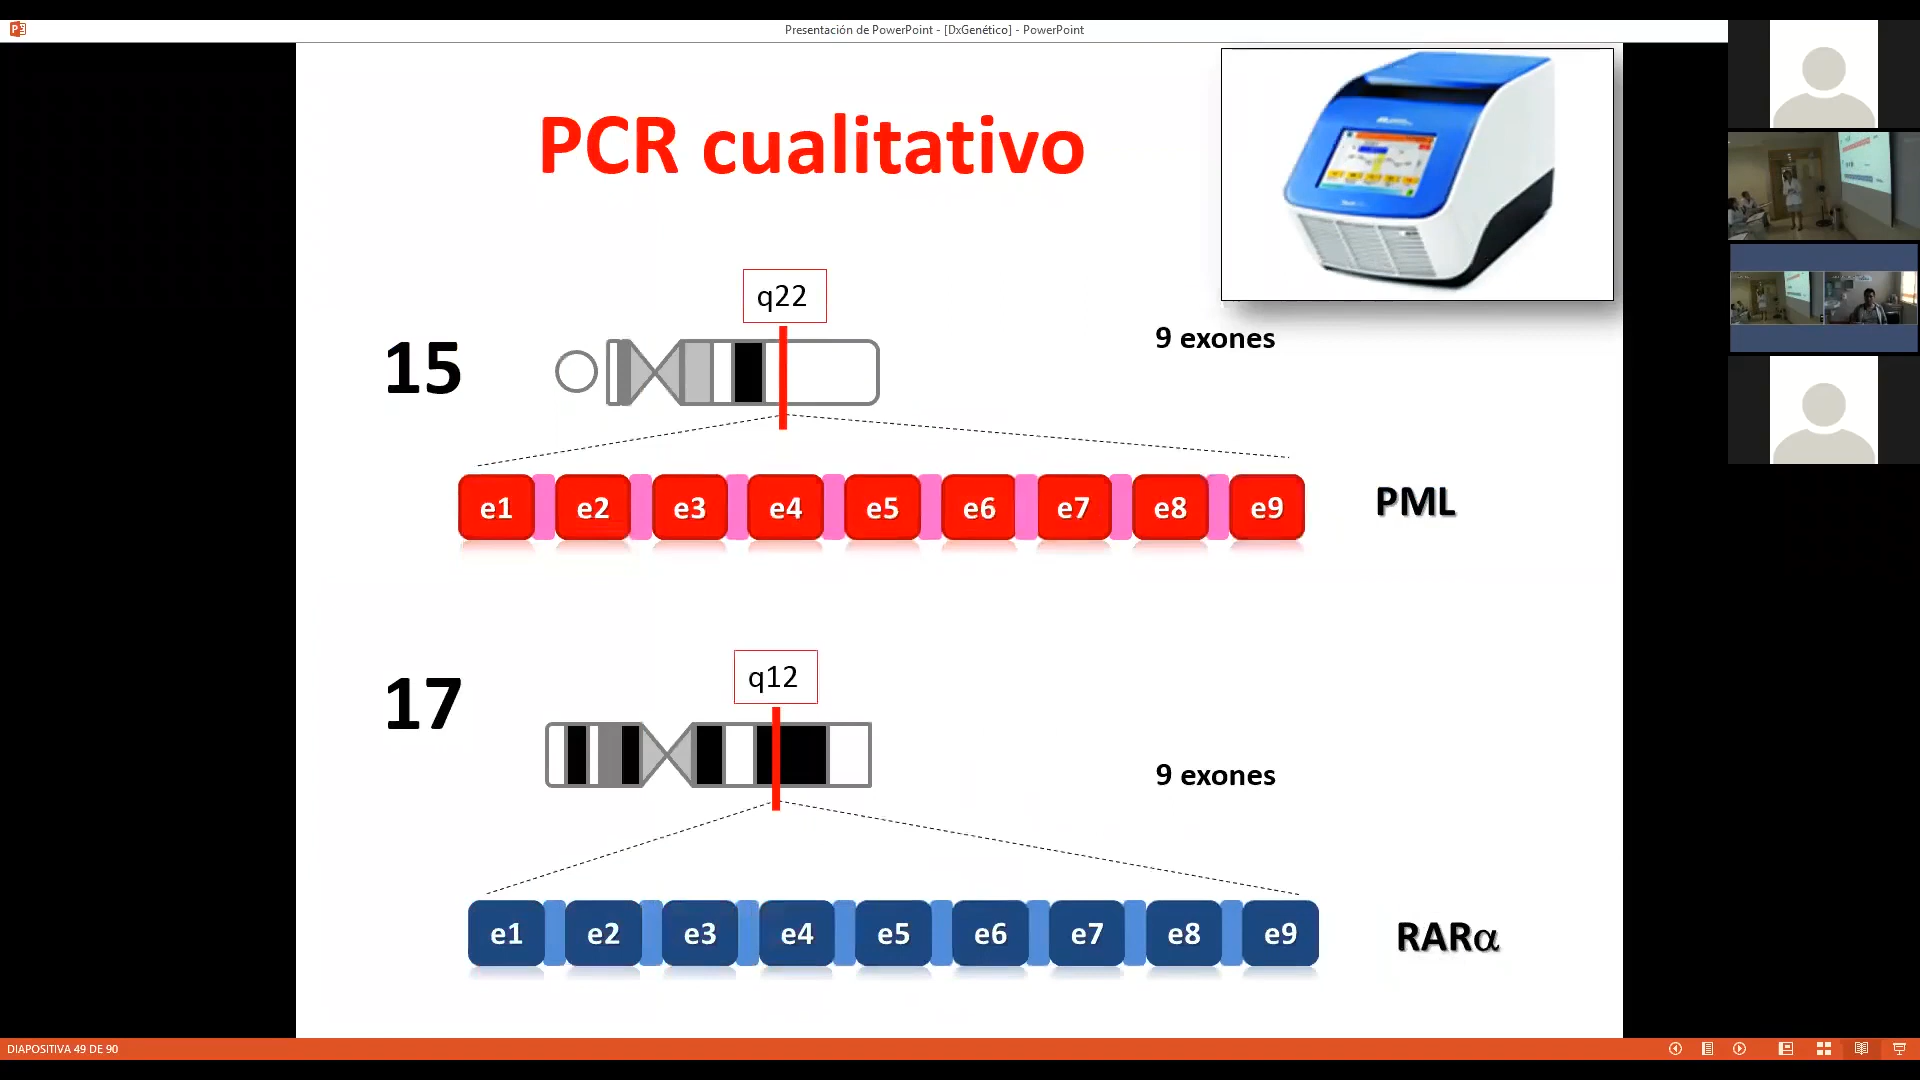 Presentación de PowerPoint - [DxGenético] - PowerPoint
PCR cualitativo
q22
15
9 exones
e1 e2 e3 e4 e5 e6 e7 e8 e9
PML
q12
17
9 exones
e1 e2 e3 e4 e5 e6 e7 e8 e9
RARα
DIAPOSITIVA 49 DE 90